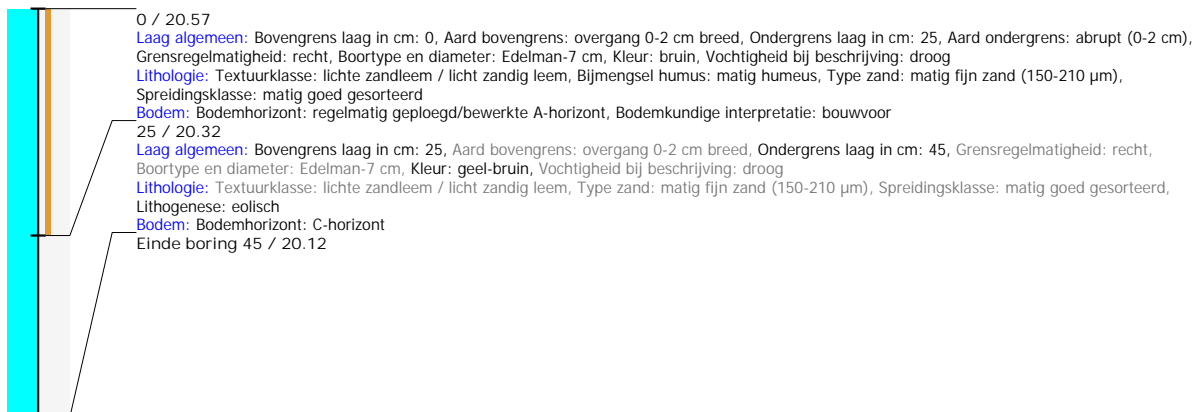 0 / 20.57
Laag algemeen: Bovengrens laag in cm: 0, Aard bovengrens: overgang 0-2 cm breed, Ondergrens laag in cm: 25, Aard ondergrens: abrupt (0-2 cm),
Grensregelmatigheid: recht, Boortype en diameter: Edelman-7 cm, Kleur: bruin, Vochtigheid bij beschrijving: droog
Lithologie: Textuurklasse: lichte zandleem / licht zandig leem, Bijmengsel humus: matig humeus, Type zand: matig fijn zand (150-210 µm),
Spreidingsklasse: matig goed gesorteerd
Bodem: Bodemhorizont: regelmatig geploegd/bewerkte A-horizont, Bodemkundige interpretatie: bouwvoor
25 / 20.32
Laag algemeen: Bovengrens laag in cm: 25, Aard bovengrens: overgang 0-2 cm breed, Ondergrens laag in cm: 45, Grensregelmatigheid: recht,
Boortype en diameter: Edelman-7 cm, Kleur: geel-bruin, Vochtigheid bij beschrijving: droog
Lithologie: Textuurklasse: lichte zandleem / licht zandig leem, Type zand: matig fijn zand (150-210 µm), Spreidingsklasse: matig goed gesorteerd,
Lithogenese: eolisch
Bodem: Bodemhorizont: C-horizont
Einde boring 45 / 20.12